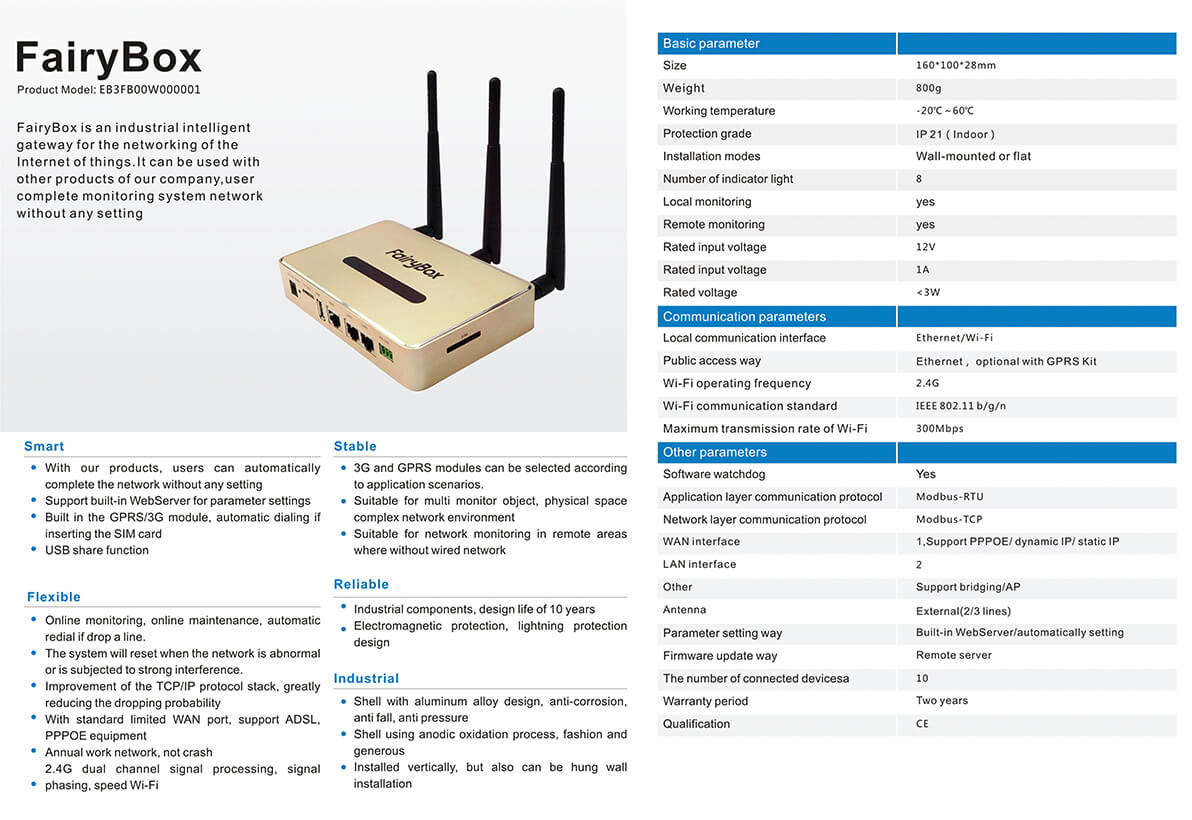 FairyBox
Product Model: EB3FB00W000001
FairyBox is an industrial intelligent
gateway for the networking of the
Internet of things.It can be used with
other products of our company,user
complete monitoring system network
without any setting
FairyBox
Smart
• With our products, users can automatically
complete the network without any setting
• Support built-in WebServer for parameter settings
• Built in the GPRS/3G module, automatic dialing if
inserting the SIM card
• USB share function
Flexible
• Online monitoring, online maintenance, automatic
redial if drop a line.
• The system will reset when the network is abnormal
or is subjected to strong interference.
• Improvement of the TCP/IP protocol stack, greatly
reducing the dropping probability
• With standard limited WAN port, support ADSL,
PPPOE equipment
• Annual work network, not crash
2.4G dual channel signal processing, signal
• phasing, speed Wi-Fi
Stable
• 3G and GPRS modules can be selected according
to application scenarios.
• Suitable for multi monitor object, physical space
complex network environment
• Suitable for network monitoring in remote areas
where without wired network
Reliable
• Industrial components, design life of 10 years
• Electromagnetic protection, lightning protection
design
Industrial
• Shell with aluminum alloy design, anti-corrosion,
anti fall, anti pressure
• Shell using anodic oxidation process, fashion and
generous
• Installed vertically, but also can be hung wall
installation
Basic parameter
Size 160*100*28mm
Weight 800g
Working temperature -20℃ ~ 60℃
Protection grade IP 21 ( Indoor )
Installation modes Wall-mounted or flat
Number of indicator light 8
Local monitoring yes
Remote monitoring yes
Rated input voltage 12V
Rated input voltage 1A
Rated voltage <3W
Communication parameters
Local communication interface Ethernet/Wi-Fi
Public access way Ethernet , optional with GPRS Kit
Wi-Fi operating frequency 2.4G
Wi-Fi communication standard IEEE 802.11 b/g/n
Maximum transmission rate of Wi-Fi 300Mbps
Other parameters
Software watchdog Yes
Application layer communication protocol Modbus-RTU
Network layer communication protocol Modbus-TCP
WAN interface 1,Support PPPOE/ dynamic IP/ static IP
LAN interface 2
Other Support bridging/AP
Antenna External(2/3 lines)
Parameter setting way Built-in WebServer/automatically setting
Firmware update way Remote server
The number of connected devicesa 10
Warranty period Two years
Qualification CE